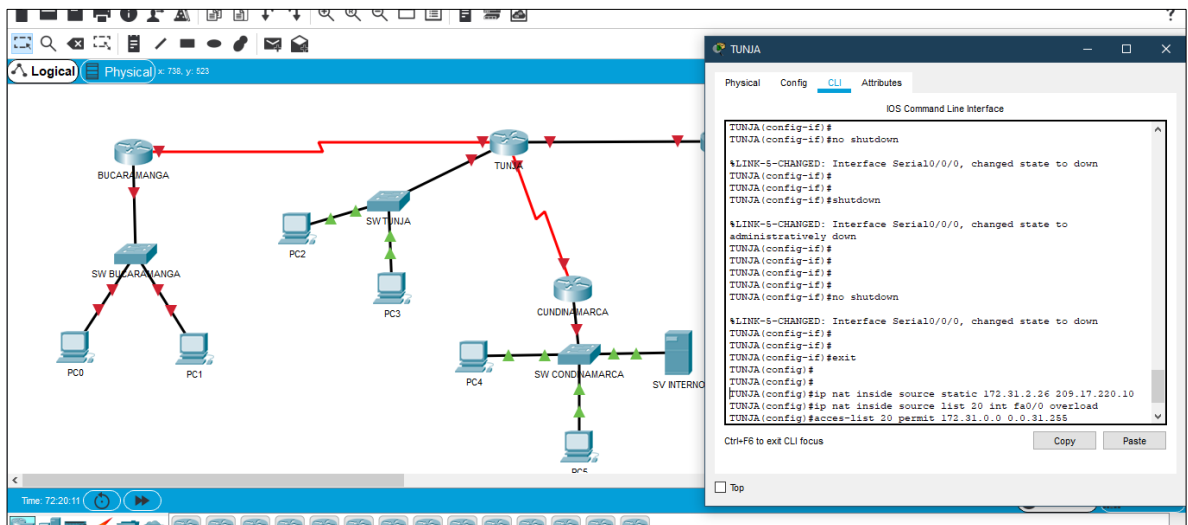 ?
Logical
Physical
x: 738, y: 523
BUCARAMANGA
TUNJA
SW TUNJA
PC2
PC3
SW BUCARAMANGA
PC0
PC1
CUNDINAMARCA
PC4
SW CONDINAMARCA
SV INTERNO
PC5
Time: 72:20:11
TUNJA
Physical Config CLI Attributes
IOS Command Line Interface
TUNJA(config-if)#
TUNJA(config-if)#no shutdown
%LINK-5-CHANGED: Interface Serial0/0/0, changed state to down
TUNJA(config-if)#
TUNJA(config-if)#
TUNJA(config-if)#shutdown
%LINK-5-CHANGED: Interface Serial0/0/0, changed state to
administratively down
TUNJA(config-if)#
TUNJA(config-if)#
TUNJA(config-if)#
TUNJA(config-if)#
TUNJA(config-if)#no shutdown
%LINK-5-CHANGED: Interface Serial0/0/0, changed state to down
TUNJA(config-if)#
TUNJA(config-if)#
TUNJA(config-if)#exit
TUNJA(config)#
TUNJA(config)#
TUNJA(config)#ip nat inside source static 172.31.2.26 209.17.220.10
TUNJA(config)#ip nat inside source list 20 int fa0/0 overload
TUNJA(config)#acces-list 20 permit 172.31.0.0 0.0.31.255
Ctrl+F6 to exit CLI focus
Copy
Paste
Top